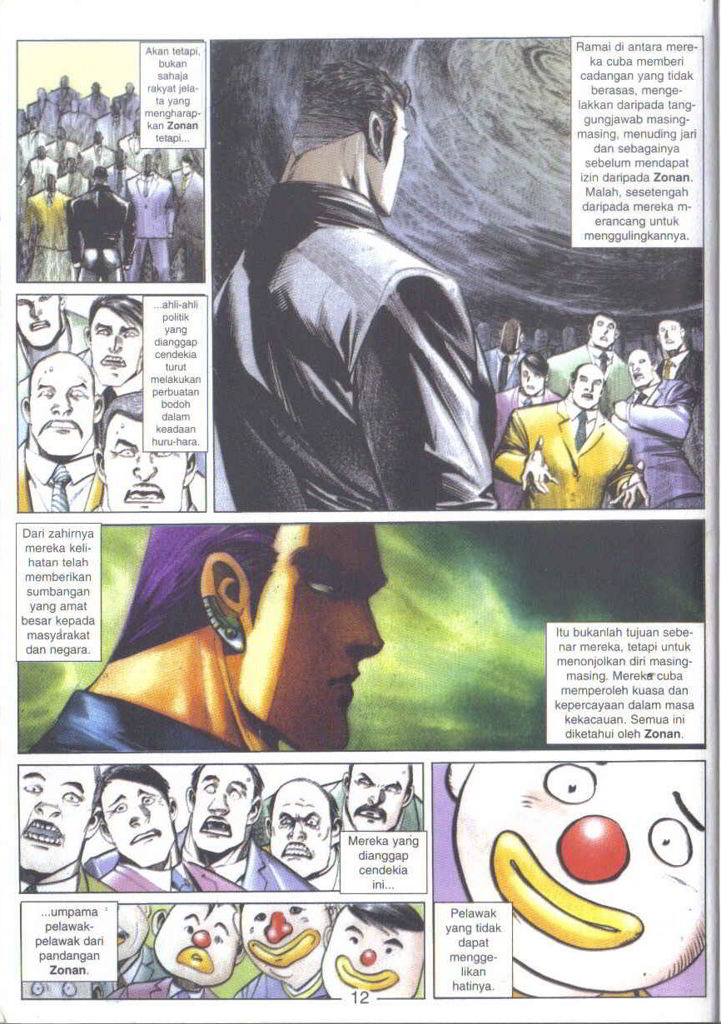 Akan tetapi,
bukan
sahaja
rakyat jela-
ta yang
mengharap-
kan Zonan
tetapi...
Ramai di antara mere-
ka cuba memberi
cadangan yang tidak
berasas, menge-
lakkan daripada tang-
gungjawab masing-
masing, menuding jari
dan sebagainya
sebelum mendapat
izin daripada Zonan.
Malah, sesetengah
daripada mereka m-
erancang untuk
menggulingkannya.
...ahli-ahli
politik
yang
dianggap
cendekia
turut
melakukan
perbuatan
bodoh
dalam
keadaan
huru-hara.
Dari zahirnya
mereka keli-
hatan telah
memberikan
sumbangan
yang amat
besar kepada
masyarakat
dan negara.
Itu bukanlah tujuan sebe-
nar mereka, tetapi untuk
menonjolkan diri masing-
masing. Mereka cuba
memperoleh kuasa dan
kepercayaan dalam masa
kekacauan. Semua ini
diketahui oleh Zonan.
Mereka yang
dianggap
cendekia
ini...
...umpama
pelawak-
pelawak dari
pandangan
Zonan.
Pelawak
yang tidak
dapat
mengge-
likan
hatinya.
12